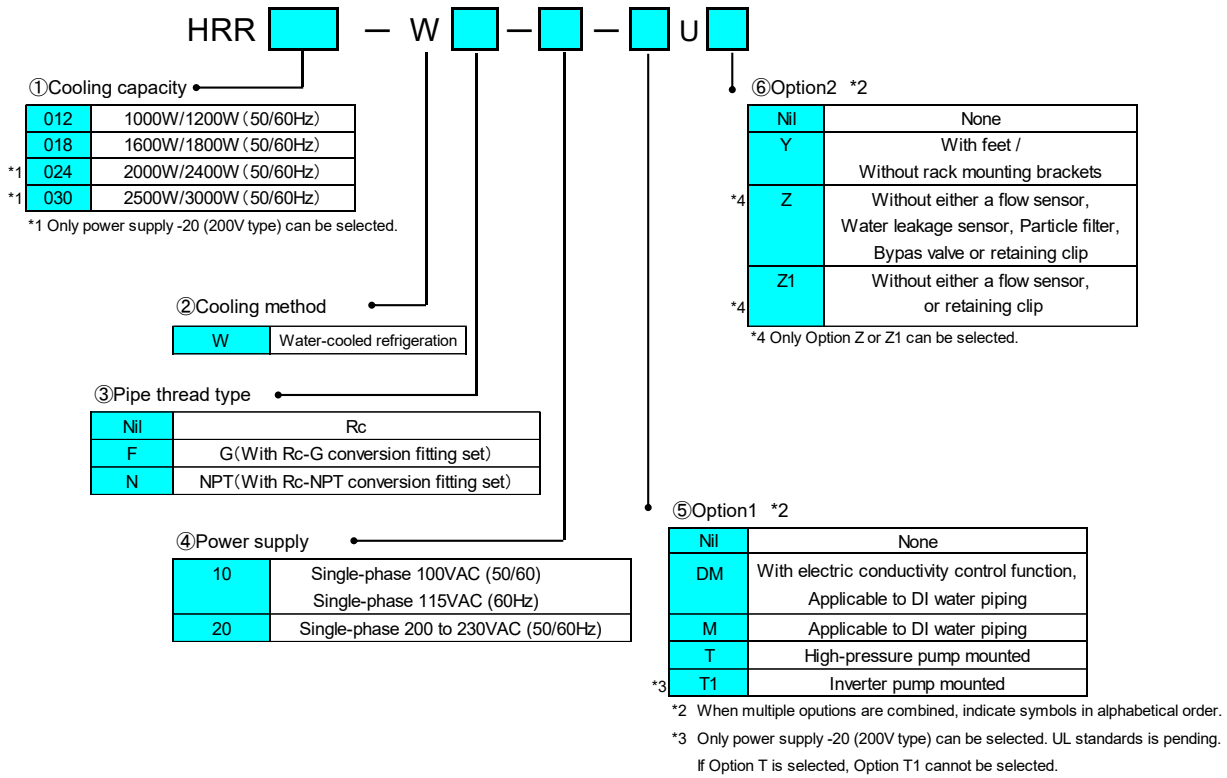 HRR — W — — U
①Cooling capacity
012 1000W/1200W(50/60Hz)
018 1600W/1800W(50/60Hz)
*1 024 2000W/2400W(50/60Hz)
*1 030 2500W/3000W(50/60Hz)
*1 Only power supply -20 (200V type) can be selected.
②Cooling method
W Water-cooled refrigeration
③Pipe thread type
Nil Rc
F G(With Rc-G conversion fitting set)
N NPT(With Rc-NPT conversion fitting set)
④Power supply
10 Single-phase 100VAC (50/60)
Single-phase 115VAC (60Hz)
20 Single-phase 200 to 230VAC (50/60Hz)
⑥Option2 *2
Nil None
Y With feet /
Without rack mounting brackets
*4 Z Without either a flow sensor,
Water leakage sensor, Particle filter,
Bypas valve or retaining clip
Z1 Without either a flow sensor,
*4 or retaining clip
*4 Only Option Z or Z1 can be selected.
⑤Option1 *2
Nil None
DM With electric conductivity control function,
Applicable to DI water piping
M Applicable to DI water piping
T High-pressure pump mounted
*3 T1 Inverter pump mounted
*2 When multiple oputions are combined, indicate symbols in alphabetical order.
*3 Only power supply -20 (200V type) can be selected. UL standards is pending.
If Option T is selected, Option T1 cannot be selected.